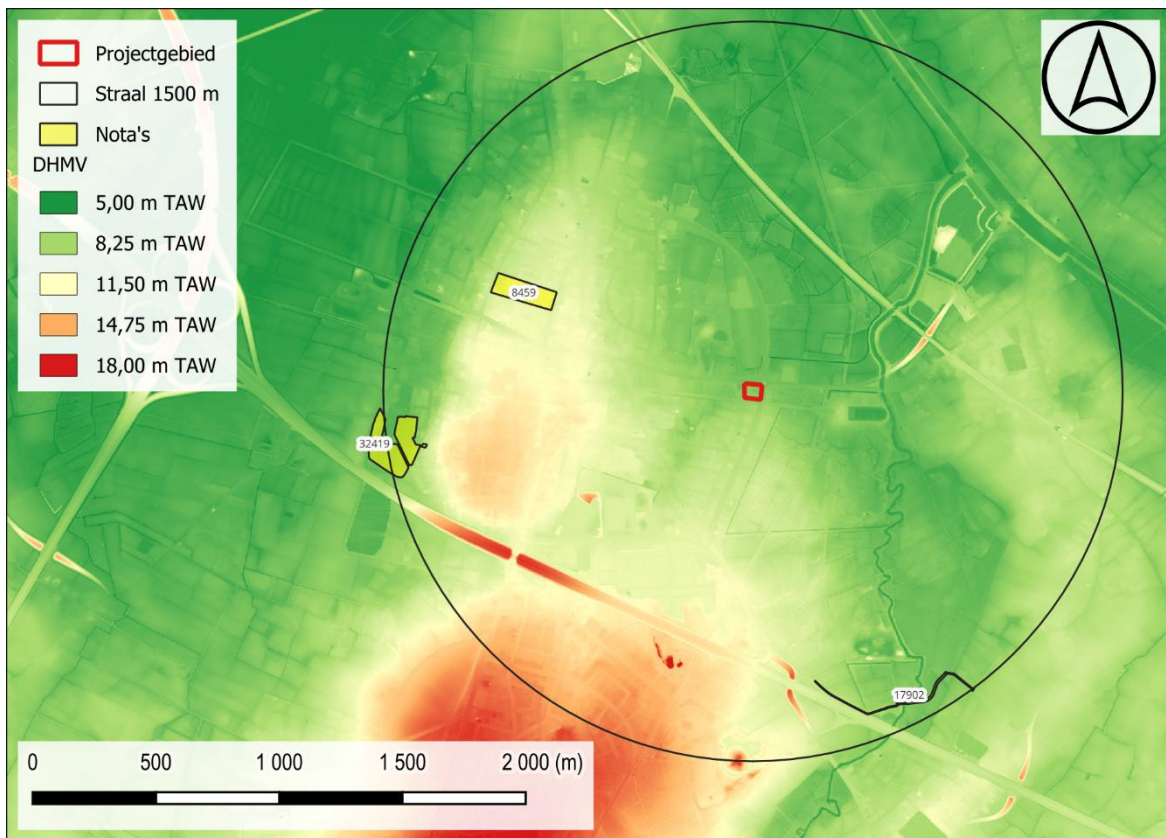 Projectgebied
Straal 1500 m
Nota's
DHMV
5,00 m TAW
8,25 m TAW
11,50 m TAW
14,75 m TAW
18,00 m TAW
8459
32419
17902
0 500 1 000 1 500 2 000 (m)